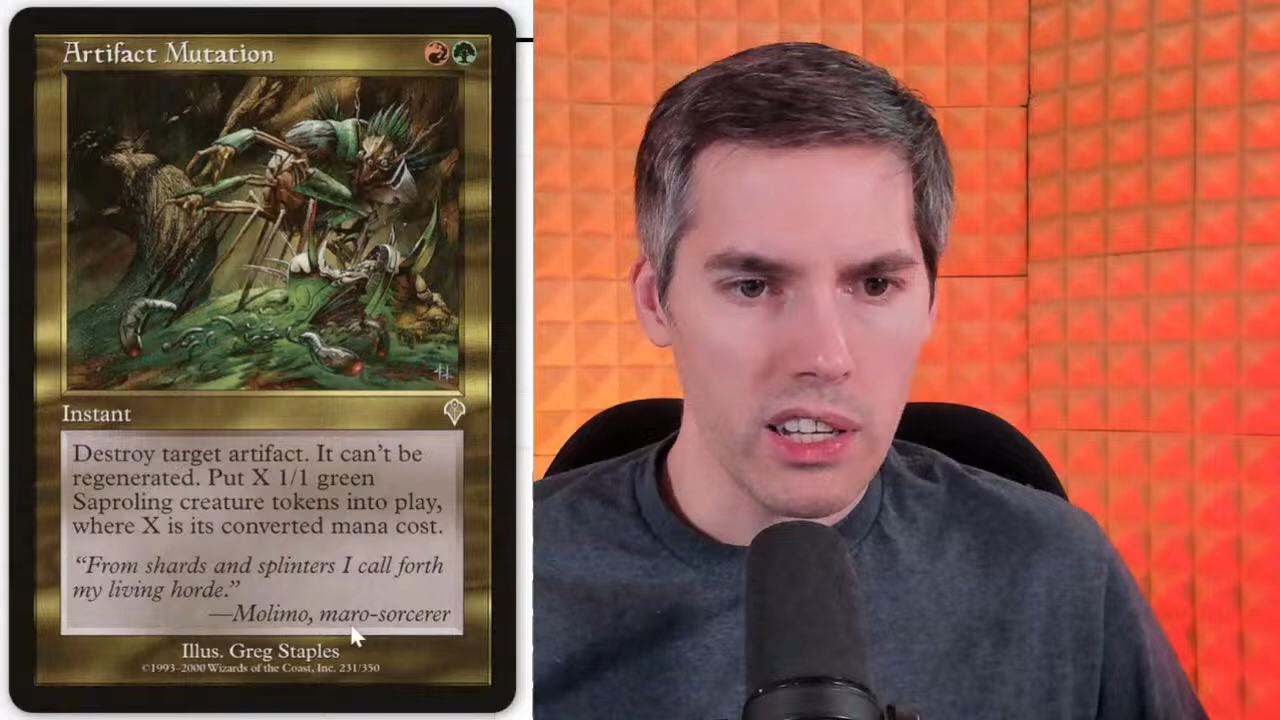 Artifact Mutation
Instant
Destroy target artifact. It can't be
regenerated. Put X 1/1 green
Saproling creature tokens into play,
where X is its converted mana cost.
“From shards and splinters I call forth
my living horde.”
—Molimo, maro-sorcerer
Illus. Greg Staples
©1993-2000 Wizards of the Coast, Inc. 231/350